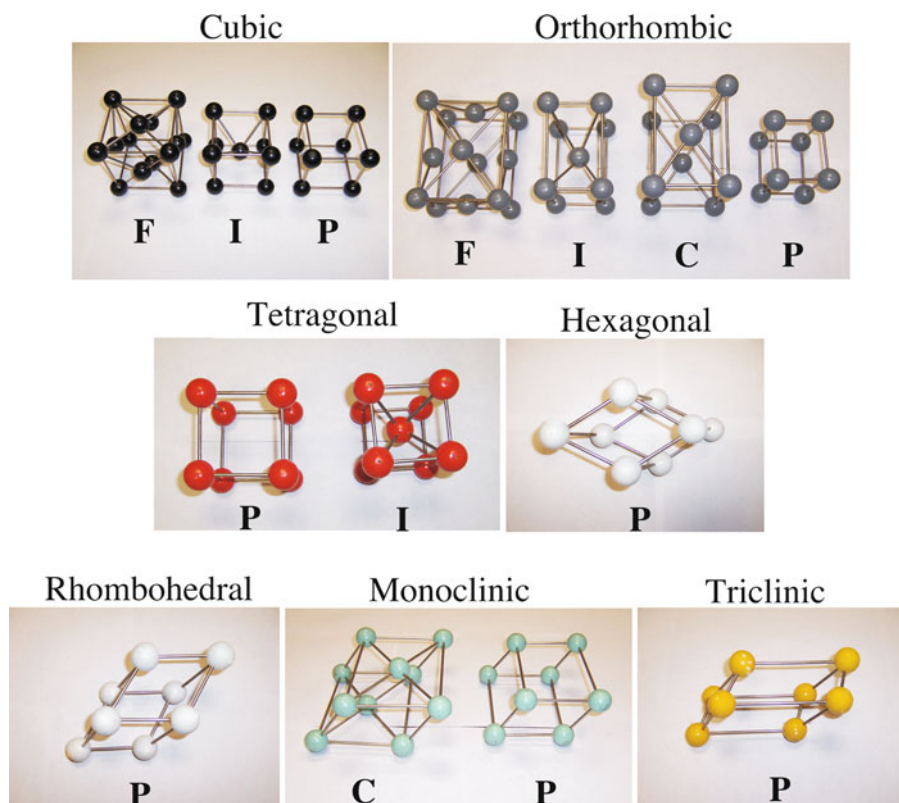 Cubic
Orthorhombic
F I P
F I C P
Tetragonal
Hexagonal
P I
P
Rhombohedral
Monoclinic
Triclinic
P
C P
P